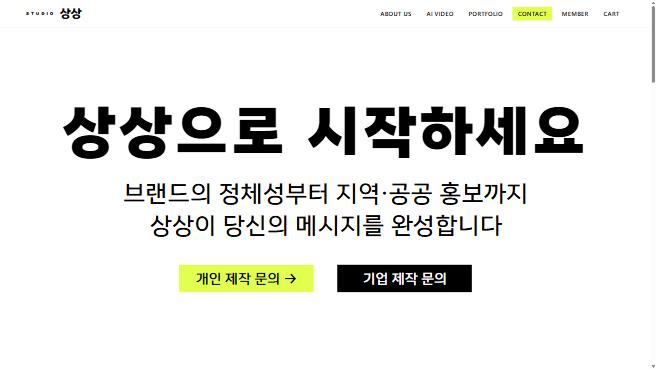 STUDIO 상상
ABOUT US AI VIDEO PORTFOLIO CONTACT MEMBER CART
상상으로 시작하세요
브랜드의 정체성부터 지역·공공 홍보까지
상상이 당신의 메시지를 완성합니다
개인 제작 문의 → 기업 제작 문의